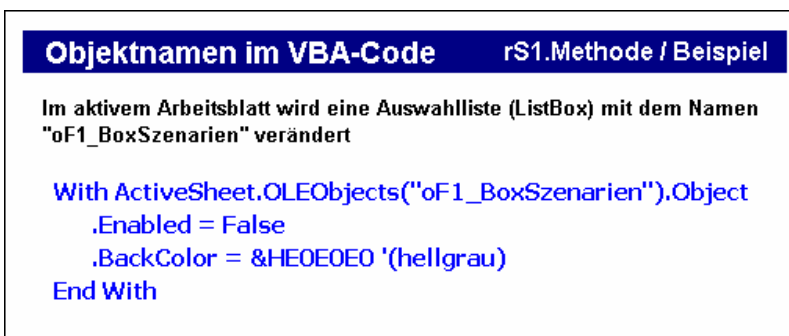 Objektnamen im VBA-Code rS1.Methode / Beispiel
Im aktivem Arbeitsblatt wird eine Auswahlliste (ListBox) mit dem Namen
"oF1_BoxSzenarien" verändert
With ActiveSheet.OLEObjects("oF1_BoxSzenarien").Object
.Enabled = False
.BackColor = &HE0E0E0 '(hellgrau)
End With